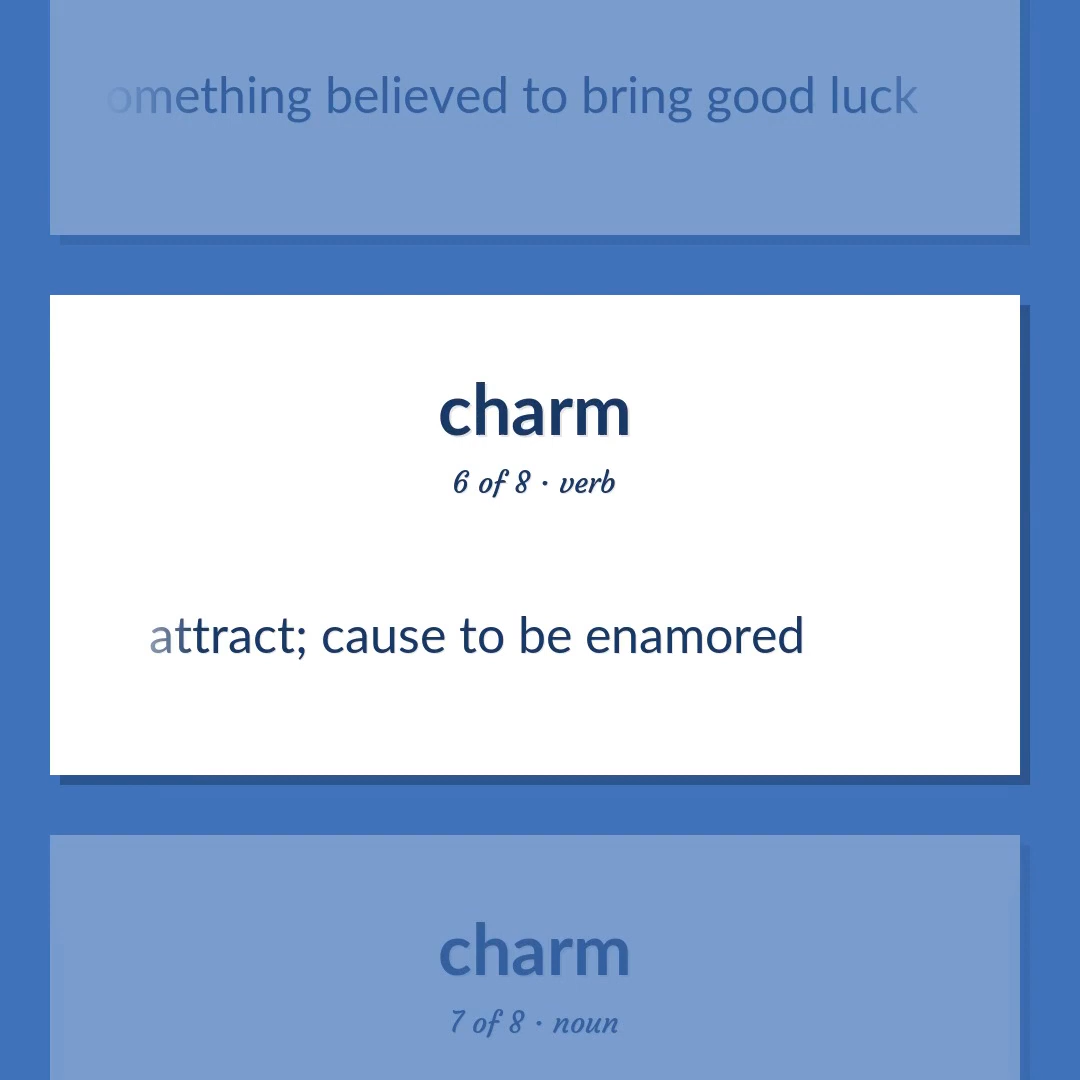 omething believed to bring good luck
charm
6 of 8 · verb
attract; cause to be enamored
charm
7 of 8 · noun